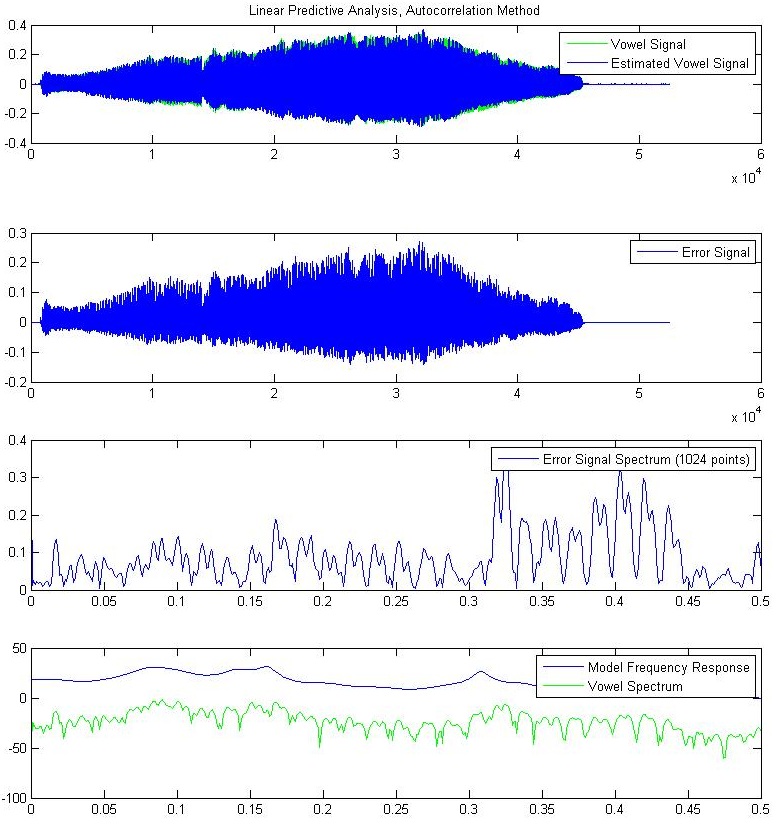 Linear Predictive Analysis, Autocorrelation Method
0.4
0.2
0
-0.2
-0.4
Vowel Signal
Estimated Vowel Signal
0 1 2 3 4 5 6
x 10^4
0.3
0.2
0.1
0
-0.1
-0.2
Error Signal
0 1 2 3 4 5 6
x 10^4
0.4
0.3
0.2
0.1
0
Error Signal Spectrum (1024 points)
0 0.05 0.1 0.15 0.2 0.25 0.3 0.35 0.4 0.45 0.5
50
0
-50
-100
Model Frequency Response
Vowel Spectrum
0 0.05 0.1 0.15 0.2 0.25 0.3 0.35 0.4 0.45 0.5